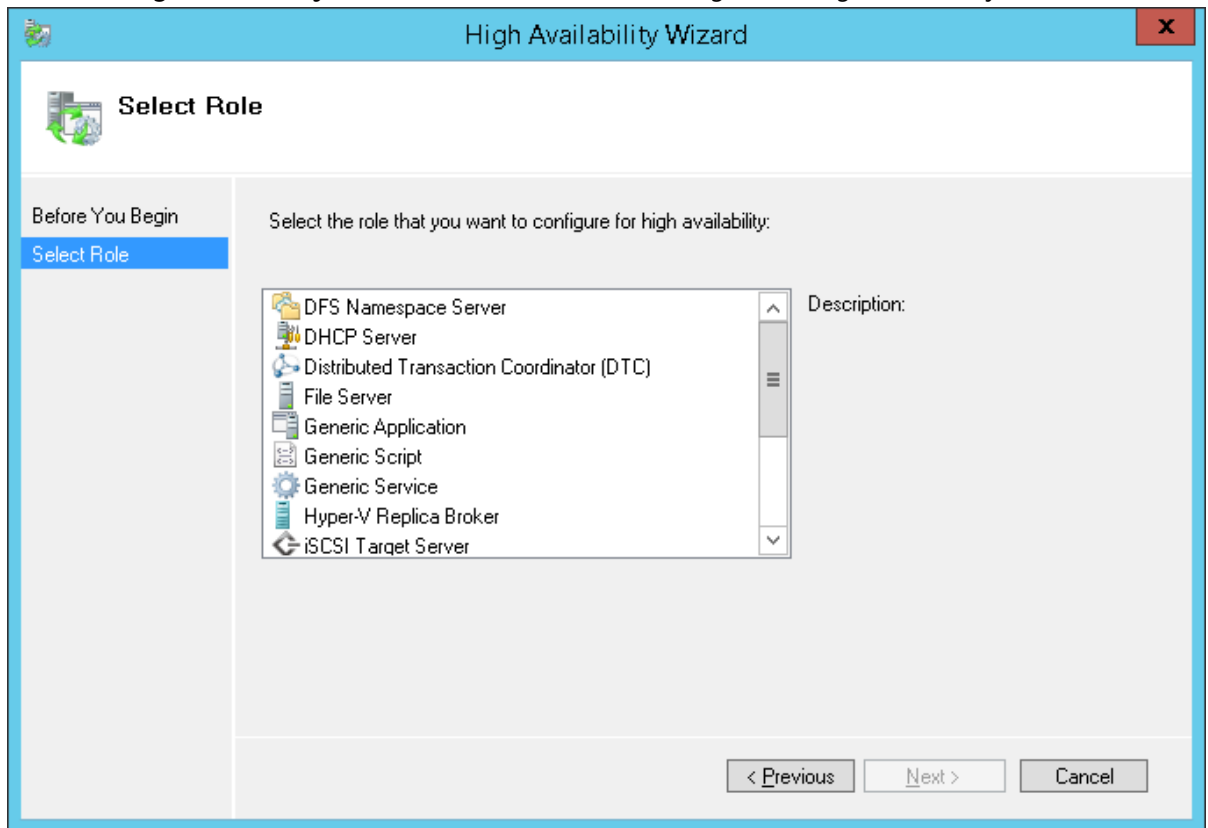 High Availability Wizard
X
Select Role
Before You Begin
Select Role
Select the role that you want to configure for high availability:
DFS Namespace Server
DHCP Server
Distributed Transaction Coordinator (DTC)
File Server
Generic Application
Generic Script
Generic Service
Hyper-V Replica Broker
iSCSI Target Server
Description:
< Previous
Next >
Cancel